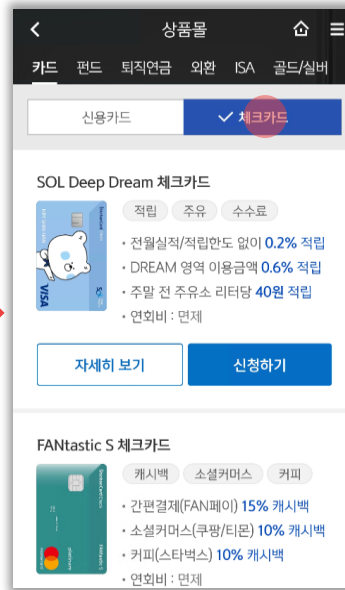 상품몰
카드 펀드 퇴직연금 외환 ISA 골드/실버
신용카드 체크카드
SOL Deep Dream 체크카드
적립 주유 수수료
· 전월실적/적립한도 없이 0.2% 적립
· DREAM 영역 이용금액 0.6% 적립
· 주말 전 주유소 리터당 40원 적립
· 연회비 : 면제
VISA
자세히 보기 신청하기
FANtastic S 체크카드
캐시백 소셜커머스 커피
· 간편결제(FAN페이) 15% 캐시백
· 소셜커머스(쿠팡/티몬) 10% 캐시백
· 커피(스타벅스) 10% 캐시백
· 연회비 : 면제